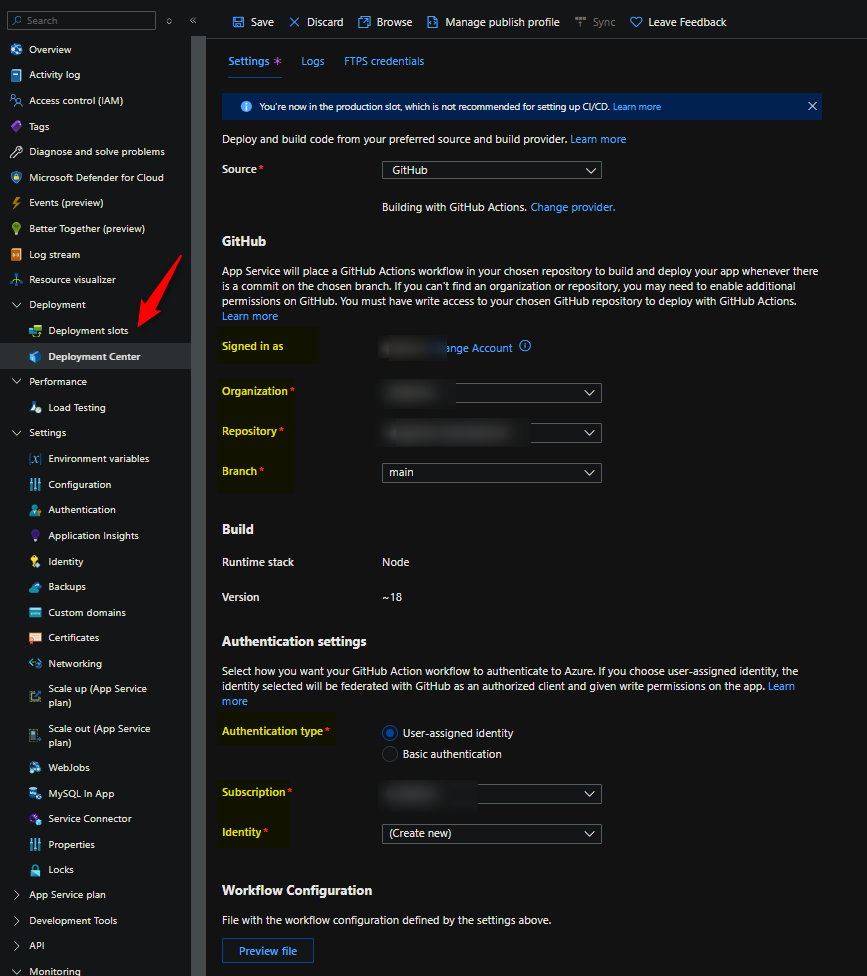 Search
Overview
Activity log
Access control (IAM)
Tags
Diagnose and solve problems
Microsoft Defender for Cloud
Events (preview)
Better Together (preview)
Log stream
Resource visualizer
Deployment
Deployment slots
Deployment Center
Performance
Load Testing
Settings
Environment variables
Configuration
Authentication
Application Insights
Identity
Backups
Custom domains
Certificates
Networking
Scale up (App Service
plan)
Scale out (App Service
plan)
WebJobs
MySQL In App
Service Connector
Properties
Locks
App Service plan
Development Tools
API
Monitoring
Save Discard Browse Manage publish profile Sync Leave Feedback
Settings * Logs FTPS credentials
You're now in the production slot, which is not recommended for setting up CI/CD. Learn more
Deploy and build code from your preferred source and build provider. Learn more
Source * GitHub
Building with GitHub Actions. Change provider.
GitHub
App Service will place a GitHub Actions workflow in your chosen repository to build and deploy your app whenever there
is a commit on the chosen branch. If you can't find an organization or repository, you may need to enable additional
permissions on GitHub. You must have write access to your chosen GitHub repository to deploy with GitHub Actions.
Learn more
Signed in as ange Account
Organization *
Repository *
Branch * main
Build
Runtime stack Node
Version ~18
Authentication settings
Select how you want your GitHub Action workflow to authenticate to Azure. If you choose user-assigned identity, the
identity selected will be federated with GitHub as an authorized client and given write permissions on the app. Learn
more
Authentication type * User-assigned identity
Basic authentication
Subscription *
Identity * (Create new)
Workflow Configuration
File with the workflow configuration defined by the settings above.
Preview file